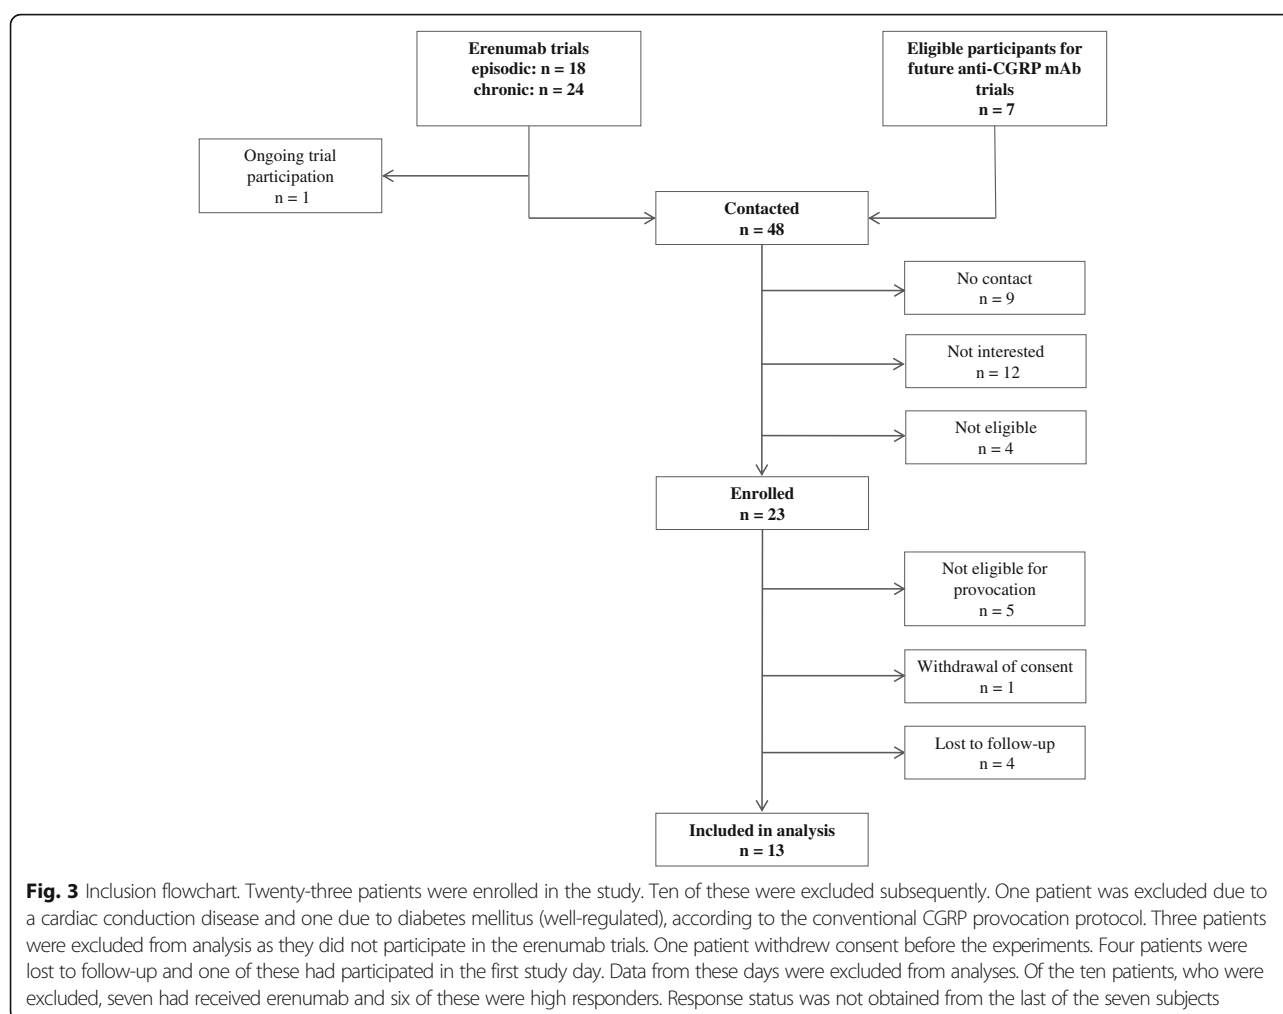 Erenumab trials
episodic: n = 18
chronic: n = 24
Eligible participants for
future anti-CGRP mAb
trials
n = 7
Ongoing trial
participation
n = 1
Contacted
n = 48
No contact
n = 9
Not interested
n = 12
Not eligible
n = 4
Enrolled
n = 23
Not eligible for
provocation
n = 5
Withdrawal of consent
n = 1
Lost to follow-up
n = 4
Included in analysis
n = 13
Fig. 3 Inclusion flowchart. Twenty-three patients were enrolled in the study. Ten of these were excluded subsequently. One patient was excluded due to
a cardiac conduction disease and one due to diabetes mellitus (well-regulated), according to the conventional CGRP provocation protocol. Three patients
were excluded from analysis as they did not participate in the erenumab trials. One patient withdrew consent before the experiments. Four patients were
lost to follow-up and one of these had participated in the first study day. Data from these days were excluded from analyses. Of the ten patients, who were
excluded, seven had received erenumab and six of these were high responders. Response status was not obtained from the last of the seven subjects